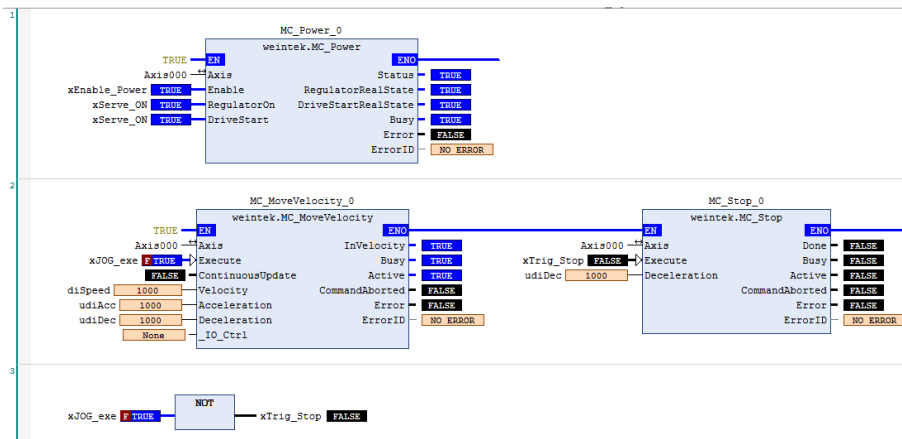 1
MC_Power_0
weintek.MC_Power
TRUE EN ENO
Axis000 Axis Status TRUE
xEnable_Power TRUE Enable RegulatorRealState TRUE
xServe_ON TRUE RegulatorOn DriveStartRealState TRUE
xServe_ON TRUE DriveStart Busy TRUE
Error FALSE
ErrorID NO ERROR
2
MC_MoveVelocity_0 MC_Stop_0
weintek.MC_MoveVelocity weintek.MC_Stop
TRUE EN ENO EN ENO
Axis000 Axis InVelocity TRUE Axis000 Axis Done FALSE
xJOG_exe F TRUE Execute Busy TRUE xTrig_Stop FALSE Execute Busy FALSE
FALSE ContinuousUpdate Active TRUE udiDec 1000 Deceleration Active FALSE
diSpeed 1000 Velocity CommandAborted FALSE CommandAborted FALSE
udiAcc 1000 Acceleration Error FALSE Error FALSE
udiDec 1000 Deceleration ErrorID NO ERROR ErrorID NO ERROR
None _IO_Ctrl
3
NOT
xJOG_exe F TRUE xTrig_Stop FALSE